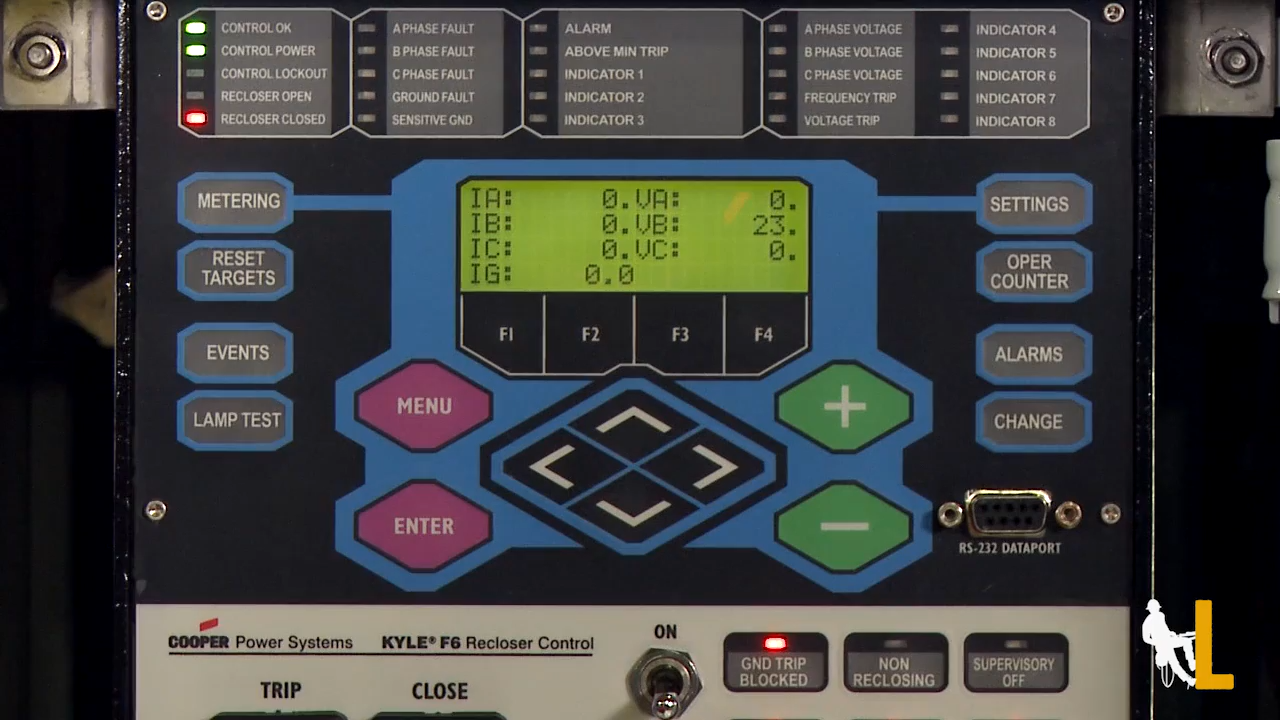 CONTROL OK
CONTROL POWER
CONTROL LOCKOUT
RECLOSER OPEN
RECLOSER CLOSED
A PHASE FAULT
B PHASE FAULT
C PHASE FAULT
GROUND FAULT
SENSITIVE GND
ALARM
ABOVE MIN TRIP
INDICATOR 1
INDICATOR 2
INDICATOR 3
A PHASE VOLTAGE
B PHASE VOLTAGE
C PHASE VOLTAGE
FREQUENCY TRIP
VOLTAGE TRIP
INDICATOR 4
INDICATOR 5
INDICATOR 6
INDICATOR 7
INDICATOR 8
METERING
RESET
TARGETS
EVENTS
LAMP TEST
IA: 0. VA: 0.
IB: 0. VB: 23.
IC: 0. VC: 0.
IG: 0.0
F1 F2 F3 F4
SETTINGS
OPER
COUNTER
ALARMS
CHANGE
MENU
ENTER
+
−
RS-232 DATAPORT
COOPER Power Systems KYLE® F6 Recloser Control
TRIP CLOSE
ON
GND TRIP
BLOCKED
NON
RECLOSING
SUPERVISORY
OFF
L